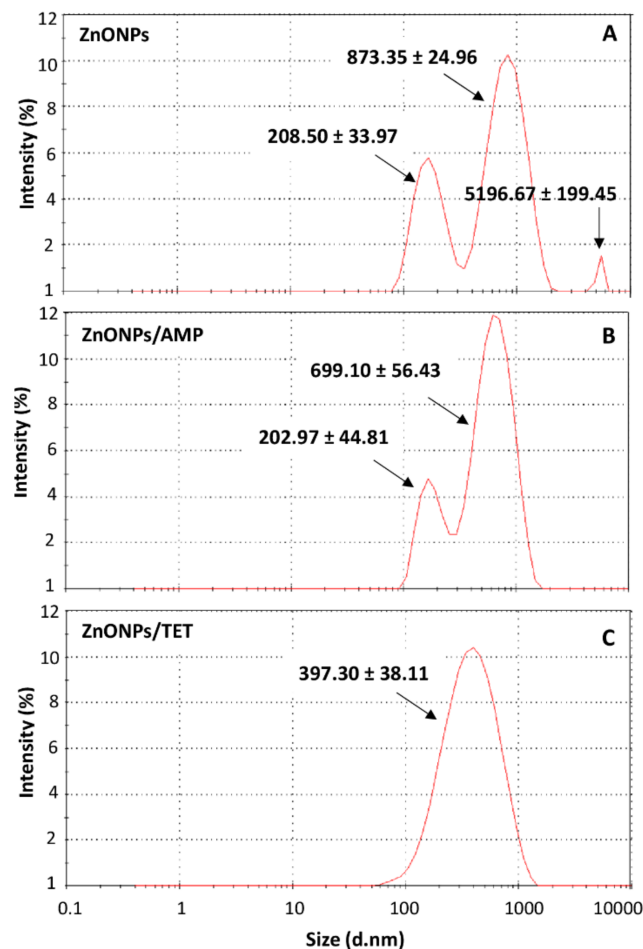 12
ZnONPs
A
873.35 ± 24.96
10
8
208.50 ± 33.97
6
5196.67 ± 199.45
4
2
1
Intensity (%)
12
ZnONPs/AMP
B
10
699.10 ± 56.43
8
202.97 ± 44.81
6
4
2
1
Intensity (%)
12
ZnONPs/TET
C
10
397.30 ± 38.11
8
6
4
2
1
Intensity (%)
0.1 1 10 100 1000 10000
Size (d.nm)